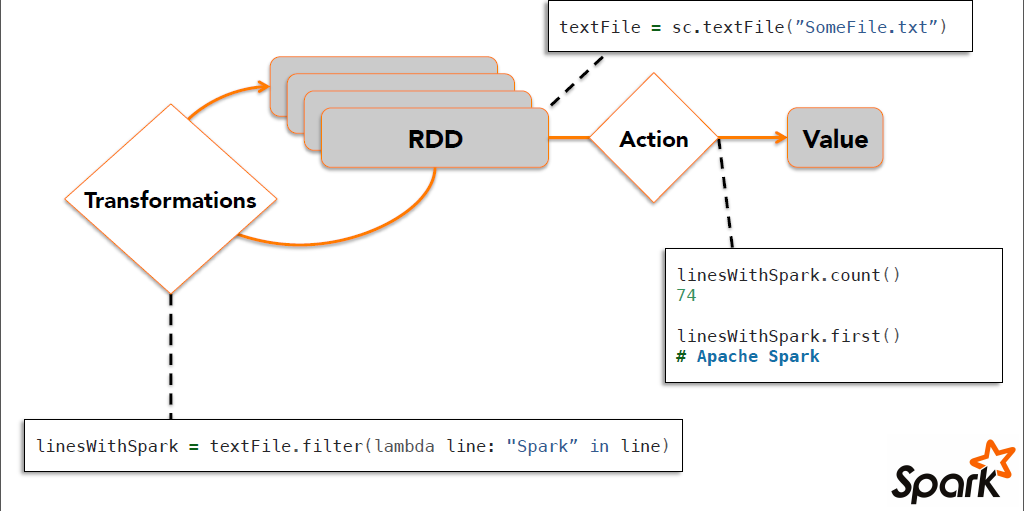 textFile = sc.textFile(”SomeFile.txt”)
RDD
Action
Value
Transformations
linesWithSpark.count()
74
linesWithSpark.first()
# Apache Spark
linesWithSpark = textFile.filter(lambda line: "Spark” in line)
Spark